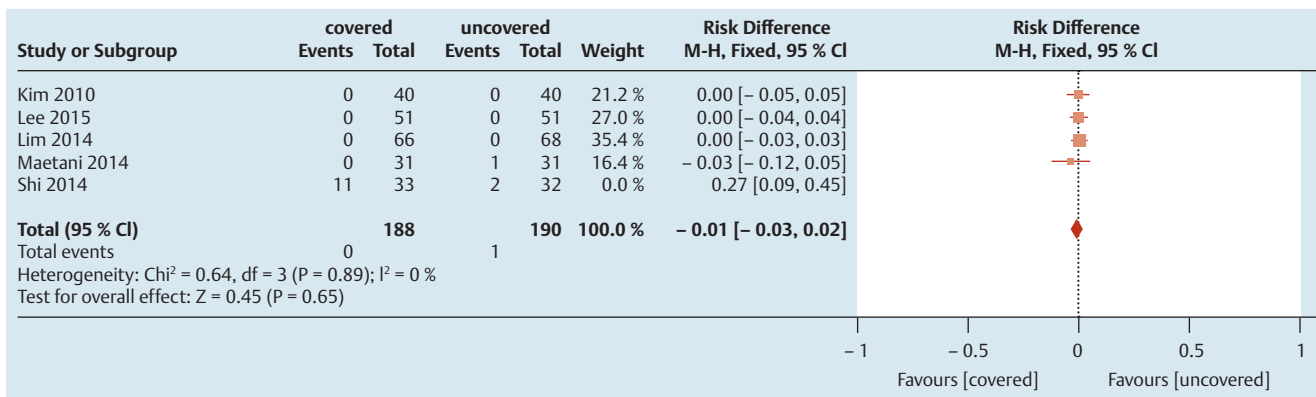 covered uncovered Risk Difference Risk Difference
Study or Subgroup Events Total Events Total Weight M-H, Fixed, 95 % Cl M-H, Fixed, 95 % Cl
Kim 2010 0 40 0 40 21.2 % 0.00 [– 0.05, 0.05]
Lee 2015 0 51 0 51 27.0 % 0.00 [– 0.04, 0.04]
Lim 2014 0 66 0 68 35.4 % 0.00 [– 0.03, 0.03]
Maetani 2014 0 31 1 31 16.4 % – 0.03 [– 0.12, 0.05]
Shi 2014 11 33 2 32 0.0 % 0.27 [0.09, 0.45]
Total (95 % Cl) 188 190 100.0 % – 0.01 [– 0.03, 0.02]
Total events 0 1
Heterogeneity: Chi² = 0.64, df = 3 (P = 0.89); l² = 0 %
Test for overall effect: Z = 0.45 (P = 0.65)
– 1 – 0.5 0 0.5 1
Favours [covered] Favours [uncovered]